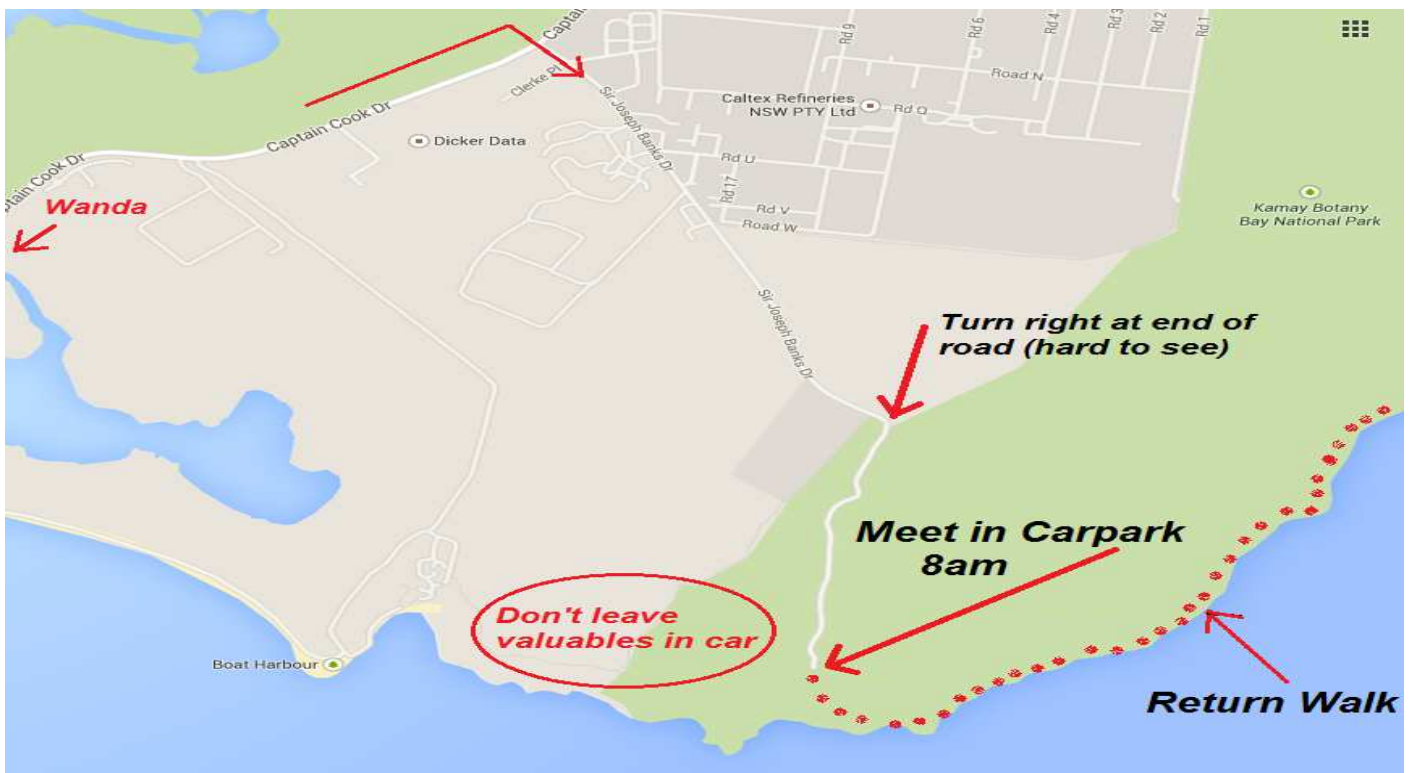 Captain
Rd 9
Rd 6
Rd 4
Rd 3
Rd 2
Rd 1
Clerke Pl
Road N
Caltex Refineries
NSW PTY Ltd
Rd Q
Captain Cook Dr
Dicker Data
Sir Joseph Banks Dr
Rd U
Rd 17
Rd V
Road W
ptain Cook Dr
Wanda
Kamay Botany
Bay National Park
Sir Joseph Banks Dr
Turn right at end of
road (hard to see)
Meet in Carpark
8am
Don't leave
valuables in car
Boat Harbour
Return Walk